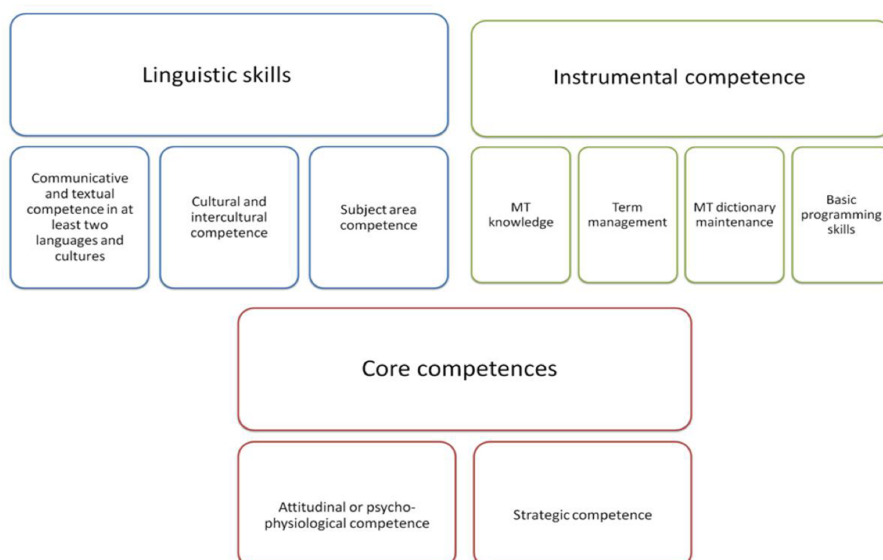 Linguistic skills
Instrumental competence
Communicative
and textual
competence in at
least two
languages and
cultures
Cultural and
intercultural
competence
Subject area
competence
MT
knowledge
Term
management
MT dictionary
maintenance
Basic
programming
skills
Core competences
Attitudinal or psycho-
physiological competence
Strategic competence